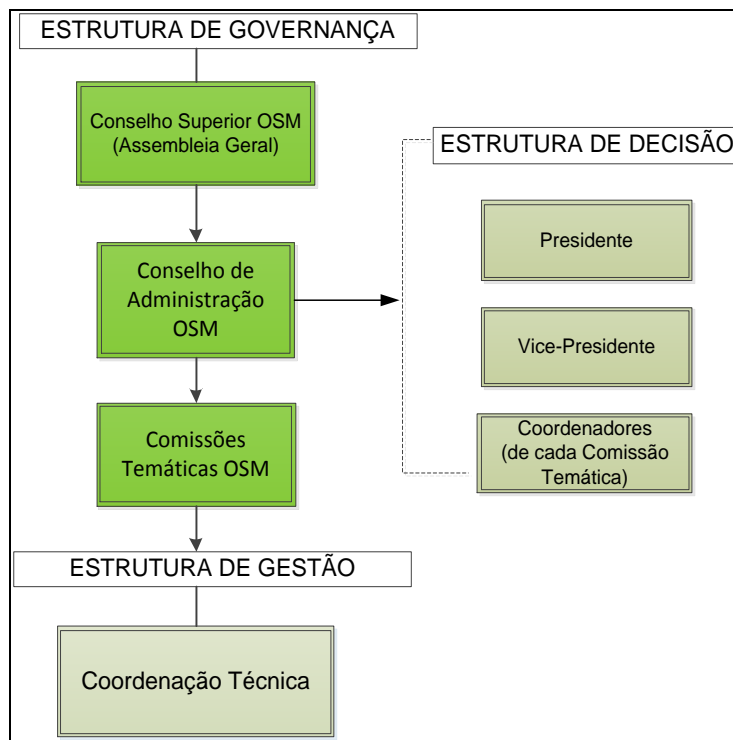 ESTRUTURA DE GOVERNANÇA
Conselho Superior OSM
(Assembleia Geral)
Conselho de
Administração
OSM
Comissões
Temáticas OSM
ESTRUTURA DE GESTÃO
Coordenação Técnica
ESTRUTURA DE DECISÃO
Presidente
Vice-Presidente
Coordenadores
(de cada Comissão
Temática)